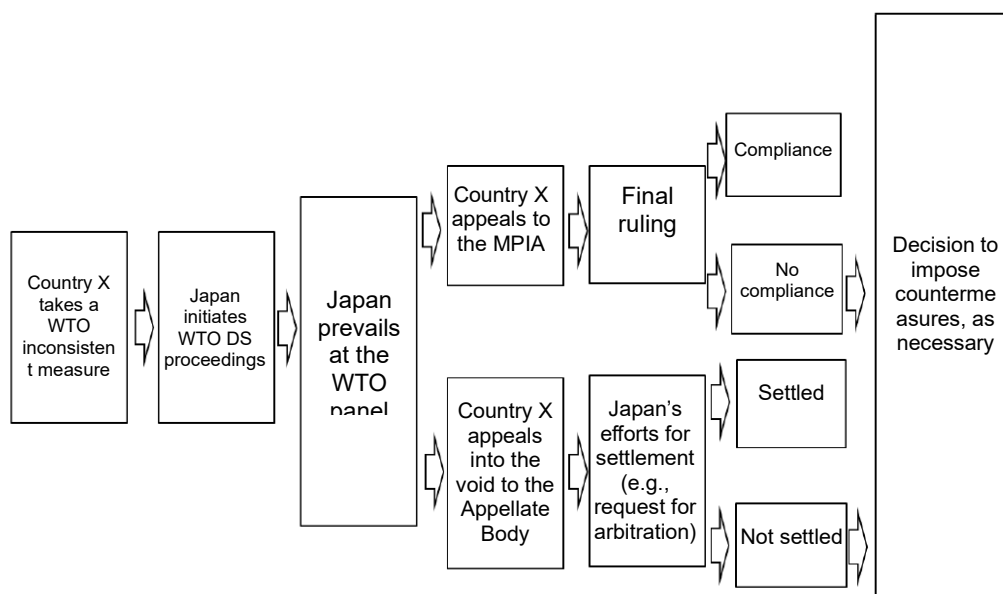 Country X
takes a
WTO
inconsisten
t measure
Japan
initiates
WTO DS
proceedings
Japan
prevails
at the
WTO
panel
Country X
appeals to
the MPIA
Final
ruling
Compliance
No
compliance
Country X
appeals
into the
void to the
Appellate
Body
Japan’s
efforts for
settlement
(e.g.,
request for
arbitration)
Settled
Not settled
Decision to
impose
counterme
asures, as
necessary